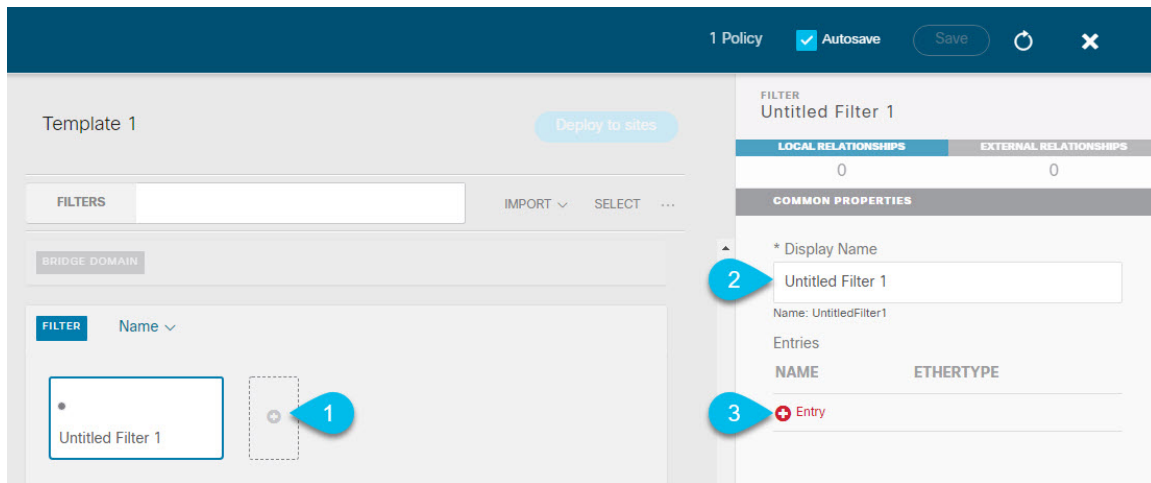 1 Policy Autosave Save
Template 1
Deploy to sites
FILTERS IMPORT SELECT ...
BRIDGE DOMAIN
FILTER Name
Untitled Filter 1
1
FILTER
Untitled Filter 1
LOCAL RELATIONSHIPS EXTERNAL RELATIONSHIPS
0 0
COMMON PROPERTIES
* Display Name
2 Untitled Filter 1
Name: UntitledFilter1
Entries
NAME ETHERTYPE
3 Entry